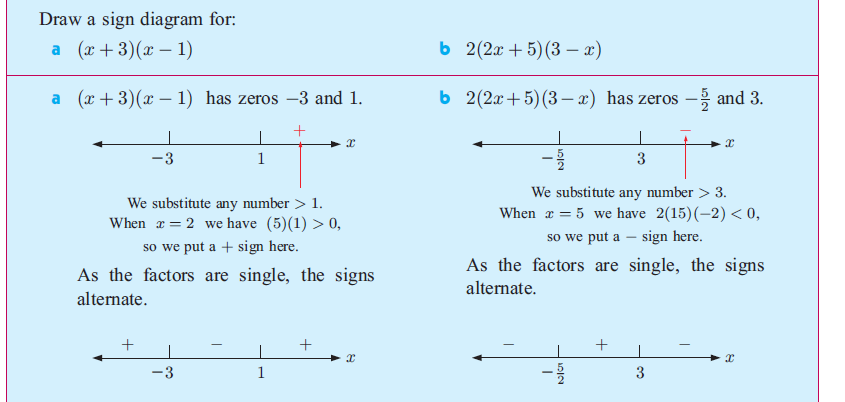 Draw a sign diagram for:
a (x + 3)(x − 1)
b 2(2x + 5)(3 − x)
a (x + 3)(x − 1) has zeros −3 and 1.
+
x
−3 1
We substitute any number > 1.
When x = 2 we have (5)(1) > 0,
so we put a + sign here.
As the factors are single, the signs
alternate.
+ − +
x
−3 1
b 2(2x + 5)(3 − x) has zeros −5/2 and 3.
−
x
−5/2 3
We substitute any number > 3.
When x = 5 we have 2(15)(−2) < 0,
so we put a − sign here.
As the factors are single, the signs
alternate.
− + −
x
−5/2 3